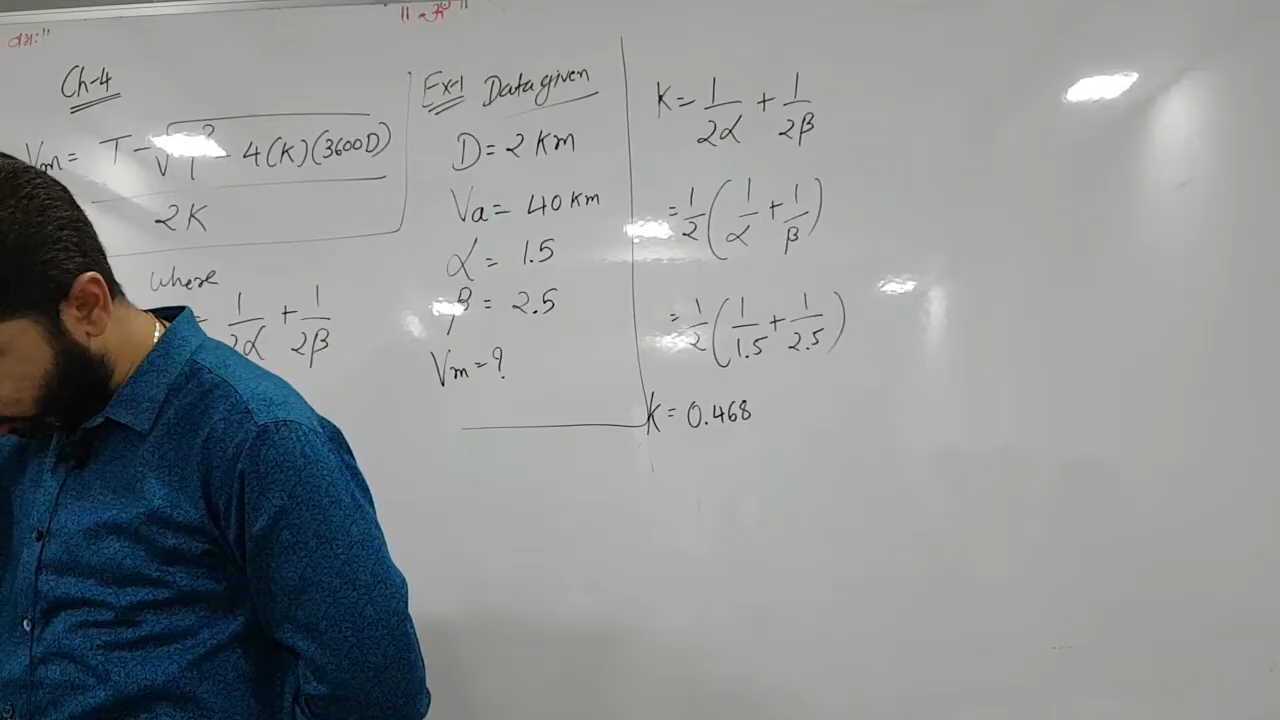 ॥ ॐ ॥
नमः॥
Ch-4
Vm = T - √T² - 4(K)(3600D)
2K
where
= 1/2α + 1/2β
Ex-1 Data given
D = 2 Km
Va = 40 Km
α = 1.5
β = 2.5
Vm = ?
K = 1/2α + 1/2β
= 1/2 (1/α + 1/β)
= 1/2 (1/1.5 + 1/2.5)
K = 0.468